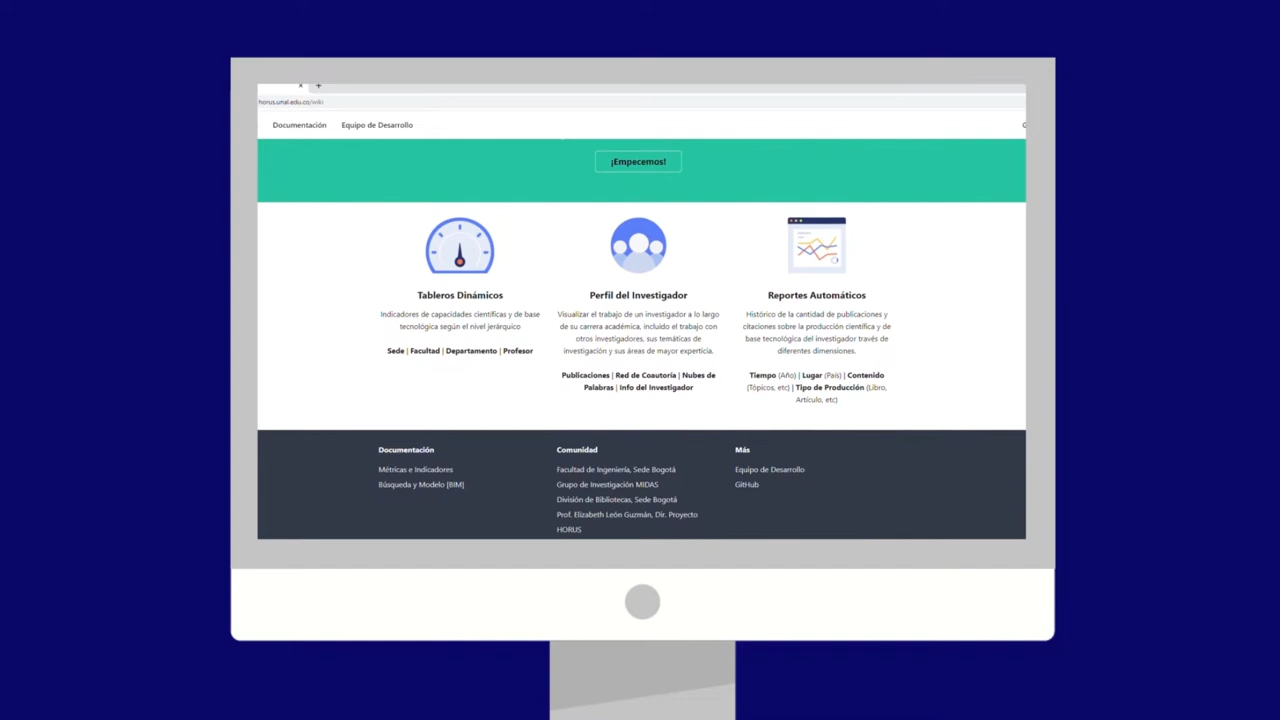 horus.unal.edu.co/wiki
Documentación Equipo de Desarrollo
¡Empecemos!
Tableros Dinámicos
Indicadores de capacidades científicas y de base
tecnológica según el nivel jerárquico
Sede | Facultad | Departamento | Profesor
Perfil del Investigador
Visualizar el trabajo de un investigador a lo largo
de su carrera académica, incluido el trabajo con
otros investigadores, sus temáticas de
investigación y sus áreas de mayor experticia.
Publicaciones | Red de Coautoría | Nubes de
Palabras | Info del Investigador
Reportes Automáticos
Histórico de la cantidad de publicaciones y
citaciones sobre la producción científica y de
base tecnológica del investigador través de
diferentes dimensiones.
Tiempo (Año) | Lugar (País) | Contenido
(Tópicos, etc) | Tipo de Producción (Libro,
Artículo, etc)
Documentación
Métricas e Indicadores
Búsqueda y Modelo [BIM]
Comunidad
Facultad de Ingeniería, Sede Bogotá
Grupo de Investigación MIDAS
División de Bibliotecas, Sede Bogotá
Prof. Elizabeth León Guzmán, Dir. Proyecto
HORUS
Más
Equipo de Desarrollo
GitHub